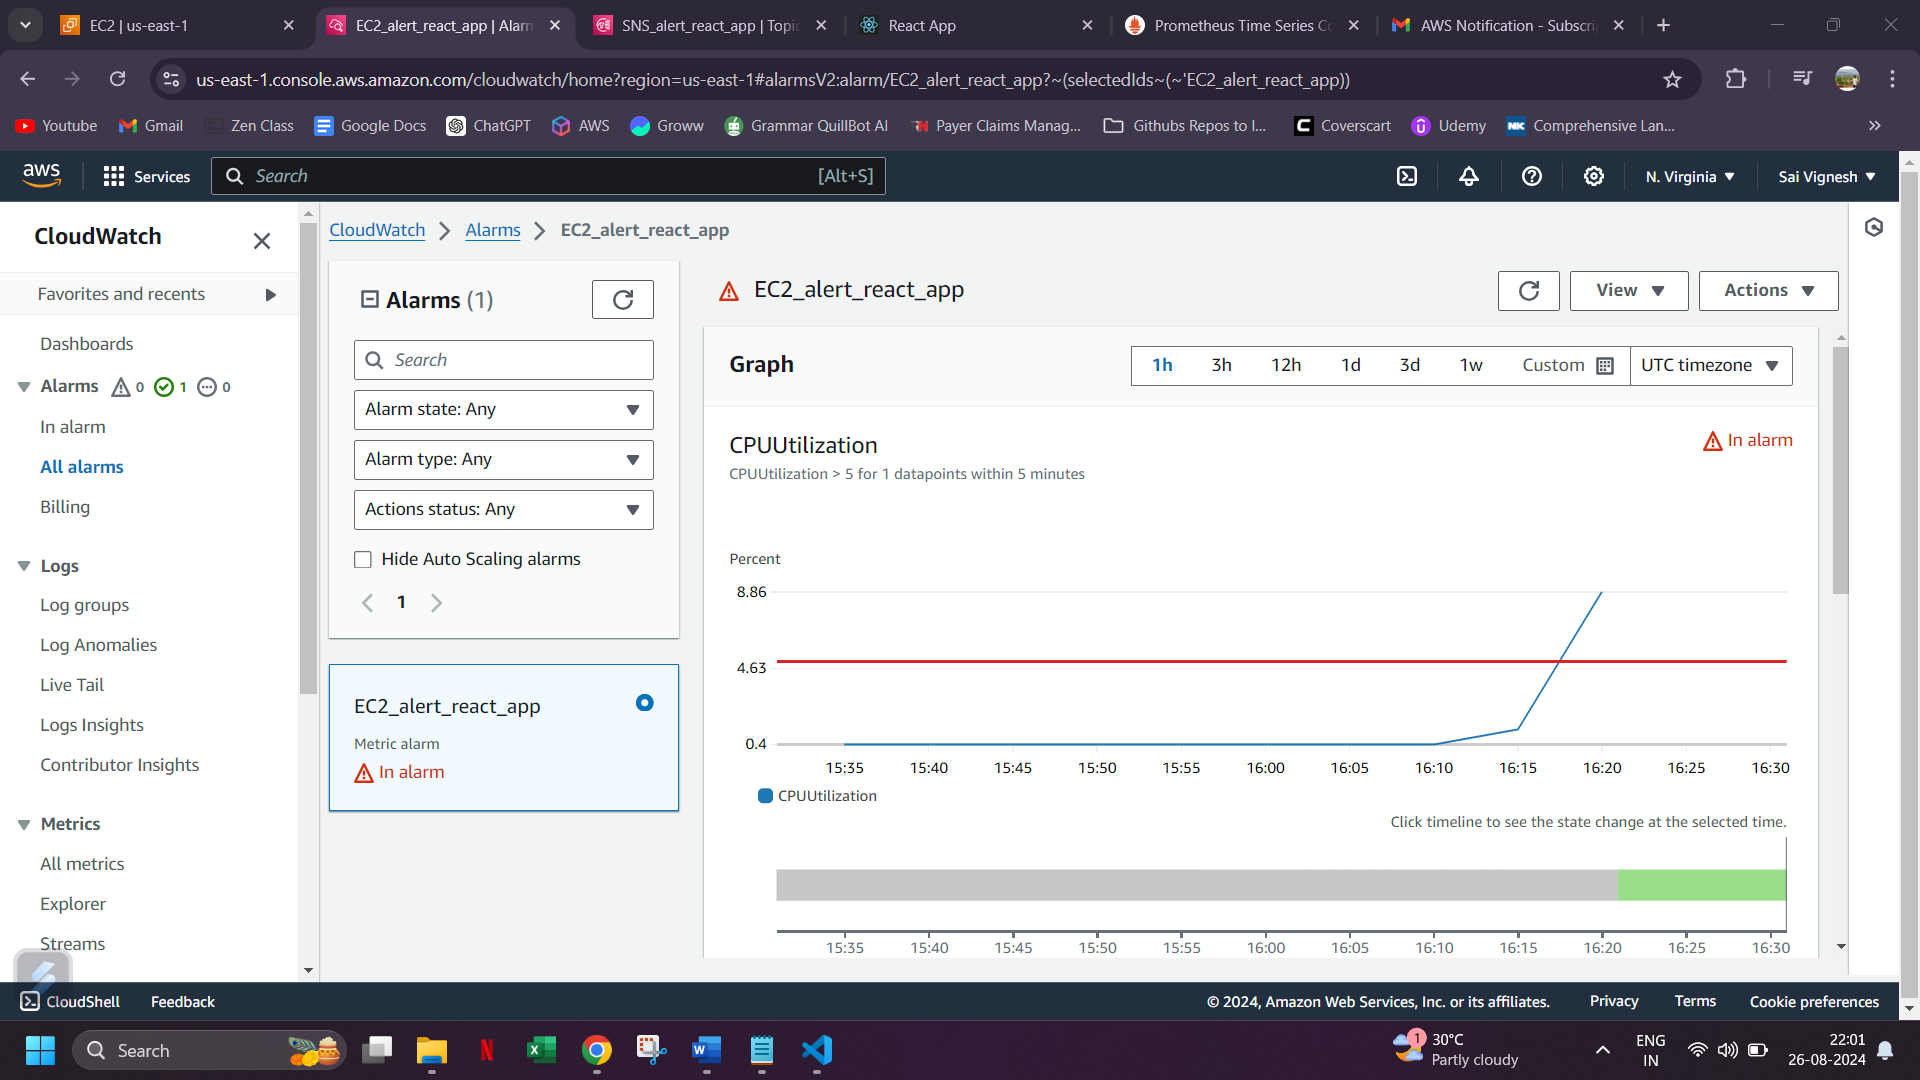 EC2 | us-east-1
EC2_alert_react_app | Alarm
SNS_alert_react_app | Topic
React App
Prometheus Time Series Co
AWS Notification - Subscrip
us-east-1.console.aws.amazon.com/cloudwatch/home?region=us-east-1#alarmsV2:alarm/EC2_alert_react_app?~(selectedIds~(~'EC2_alert_react_app))
Youtube
Gmail
Zen Class
Google Docs
ChatGPT
AWS
Groww
Grammar QuillBot AI
Payer Claims Manag...
Githubs Repos to l...
Coverscart
Udemy
Comprehensive Lan...
aws
Services
Search
[Alt+S]
N. Virginia
Sai Vignesh
CloudWatch
Favorites and recents
Dashboards
Alarms 0 1 0
In alarm
All alarms
Billing
Logs
Log groups
Log Anomalies
Live Tail
Logs Insights
Contributor Insights
Metrics
All metrics
Explorer
Streams
CloudWatch
Alarms
EC2_alert_react_app
Alarms (1)
Search
Alarm state: Any
Alarm type: Any
Actions status: Any
Hide Auto Scaling alarms
1
EC2_alert_react_app
Metric alarm
In alarm
EC2_alert_react_app
View
Actions
Graph
1h 3h 12h 1d 3d 1w Custom
UTC timezone
CPUUtilization
In alarm
CPUUtilization > 5 for 1 datapoints within 5 minutes
Percent
8.86
4.63
0.4
15:35 15:40 15:45 15:50 15:55 16:00 16:05 16:10 16:15 16:20 16:25 16:30
CPUUtilization
Click timeline to see the state change at the selected time.
15:35 15:40 15:45 15:50 15:55 16:00 16:05 16:10 16:15 16:20 16:25 16:30
CloudShell
Feedback
© 2024, Amazon Web Services, Inc. or its affiliates.
Privacy
Terms
Cookie preferences
Search
1
30°C
Partly cloudy
ENG
IN
22:01
26-08-2024